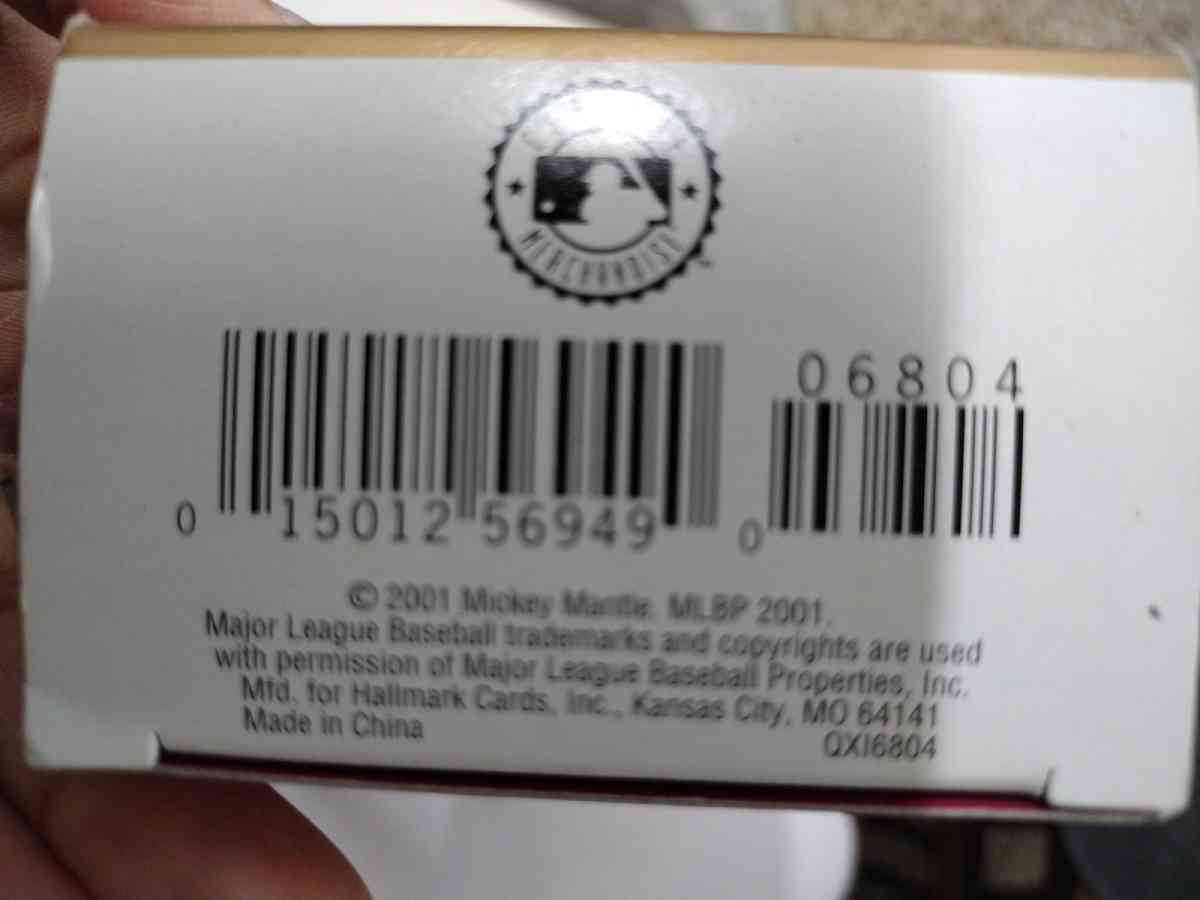 MERCHANDISE
06804
0 15012 56949 0
© 2001 Mickey Mantle. MLBP 2001.
Major League Baseball trademarks and copyrights are used
with permission of Major League Baseball Properties, Inc.
Mfd. for Hallmark Cards, Inc., Kansas City, MO 64141
Made in China QXI6804